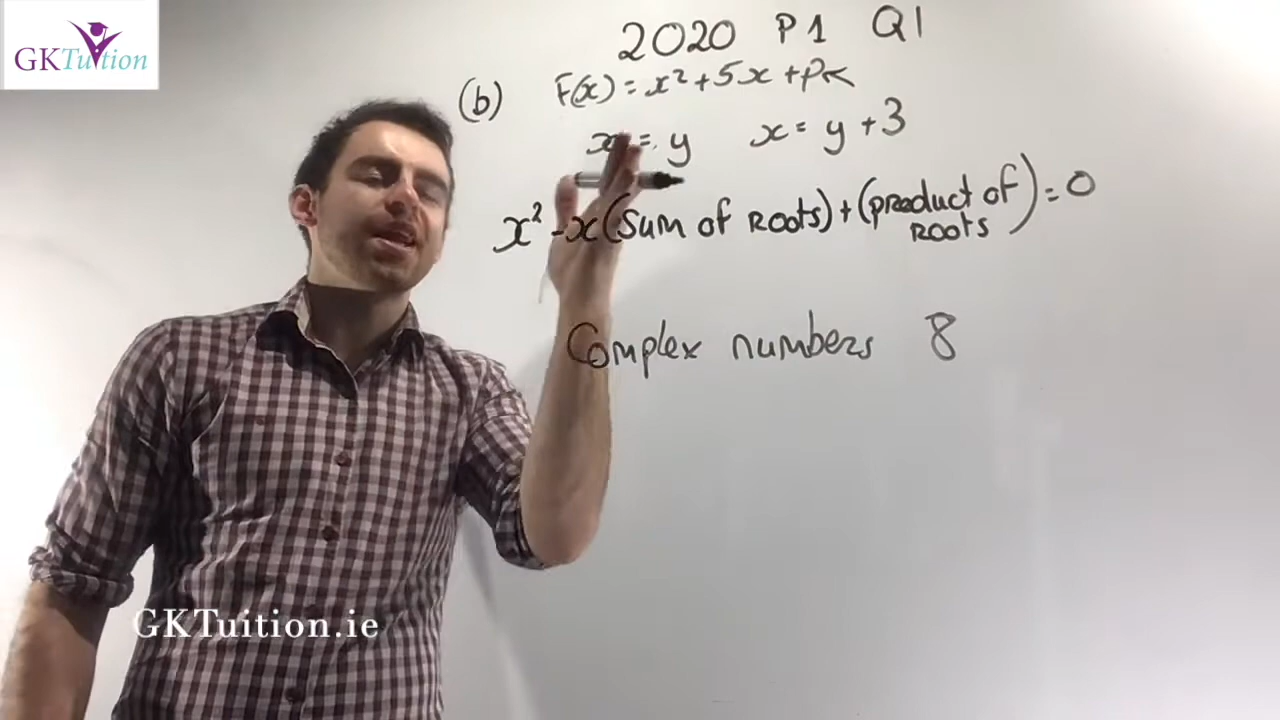 GKTuition
2020 P1 Q1
(b) F(x) = x² + 5x + P
x = y x = y + 3
x² - x (Sum of Roots) + (product of Roots) = 0
Complex numbers 8
GKTuition.ie